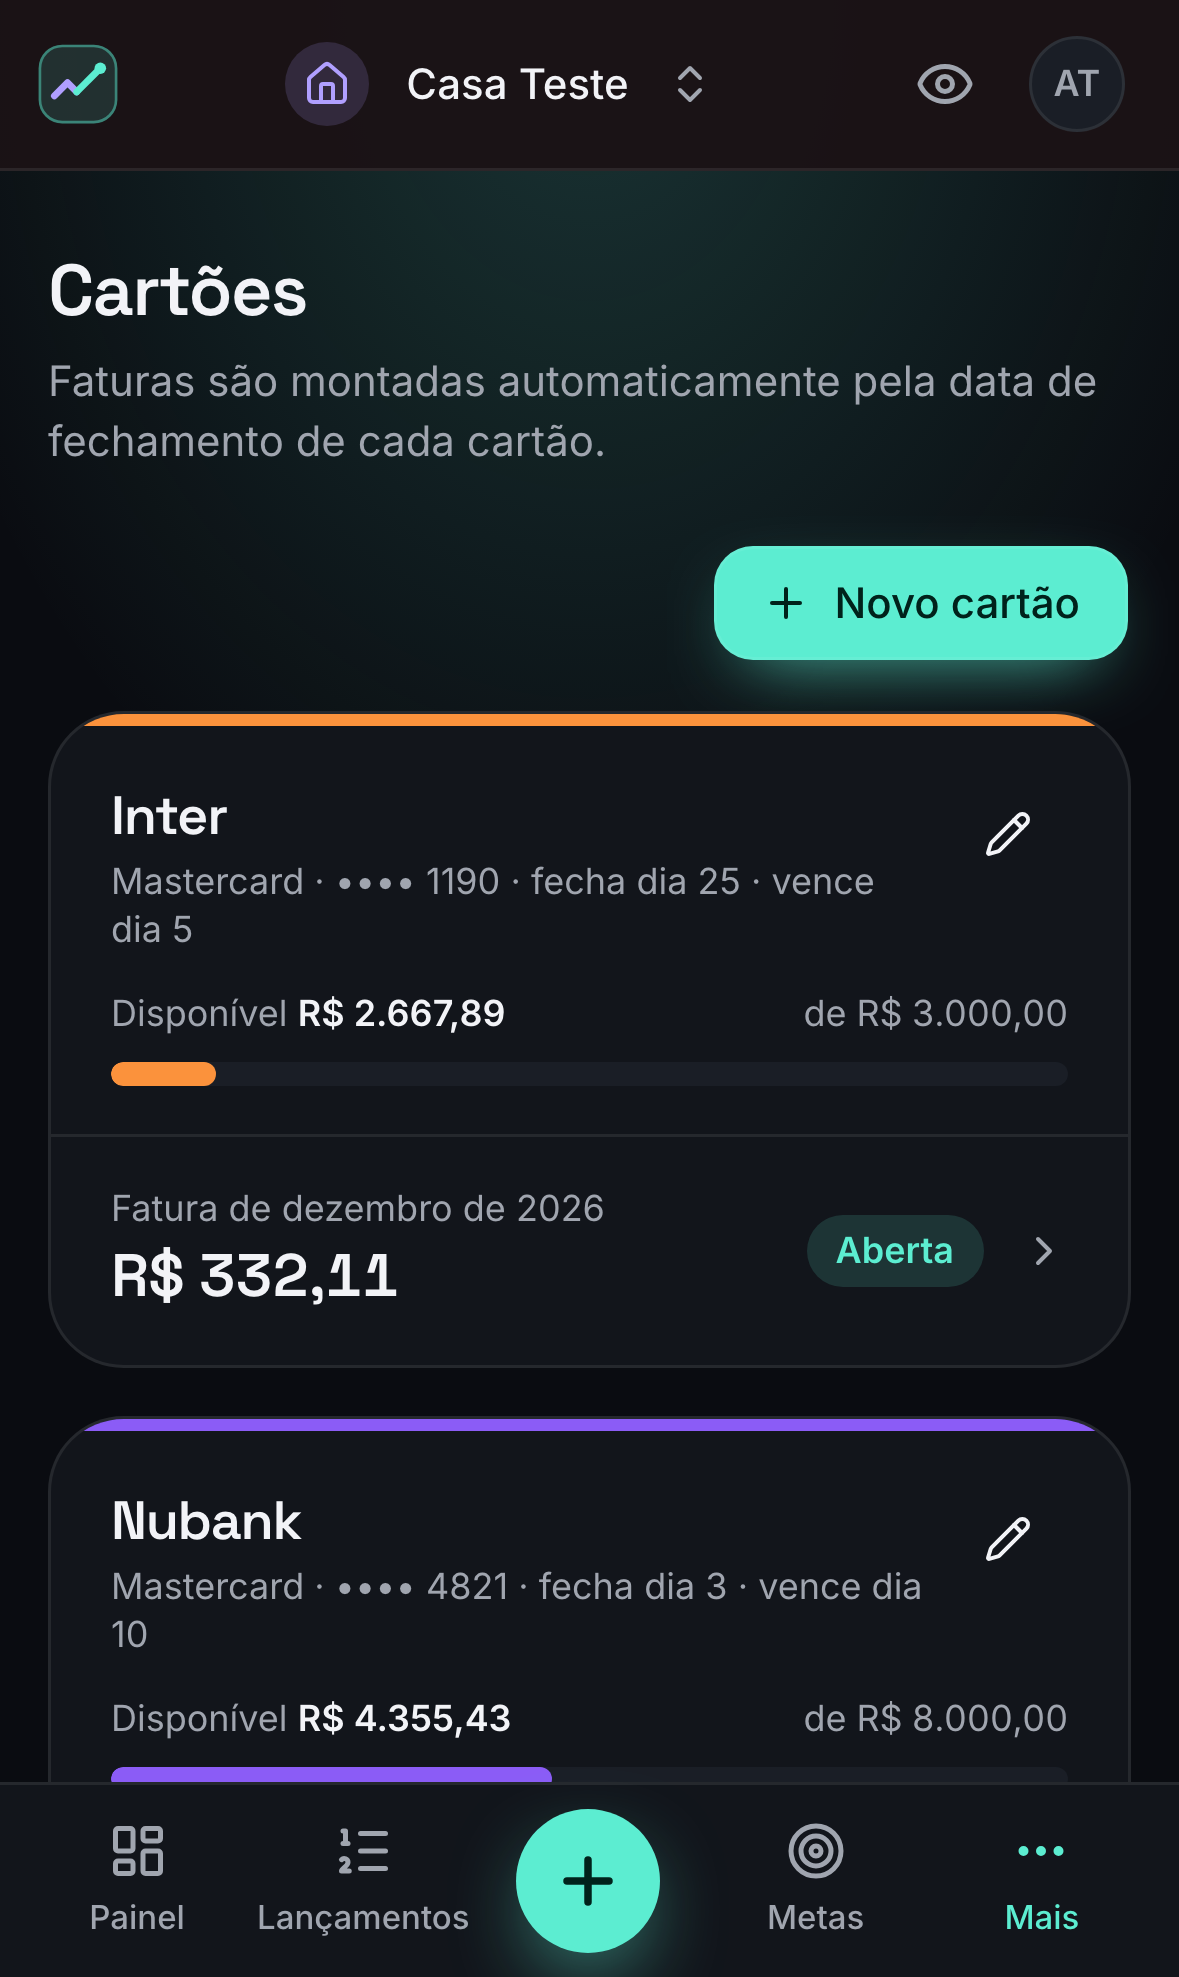 Casa Teste
AT
Cartões
Faturas são montadas automaticamente pela data de
fechamento de cada cartão.
Novo cartão
Inter
Mastercard · •••• 1190 · fecha dia 25 · vence
dia 5
Disponível R$ 2.667,89
de R$ 3.000,00
Fatura de dezembro de 2026
R$ 332,11
Aberta
Nubank
Mastercard · •••• 4821 · fecha dia 3 · vence dia
10
Disponível R$ 4.355,43
de R$ 8.000,00
Painel
Lançamentos
Metas
Mais